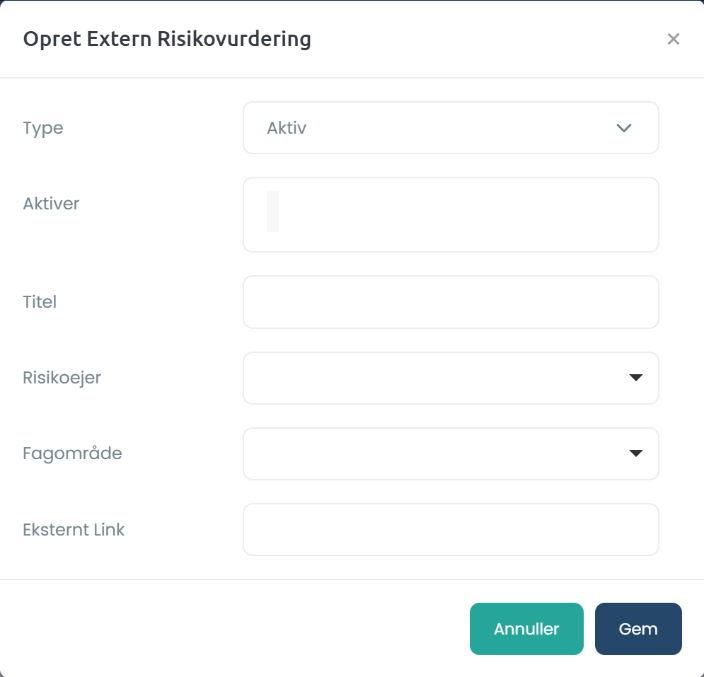 Opret Extern Risikovurdering
Type
Aktiv
Aktiver
Titel
Risikoejer
Fagområde
Eksternt Link
Annuller
Gem